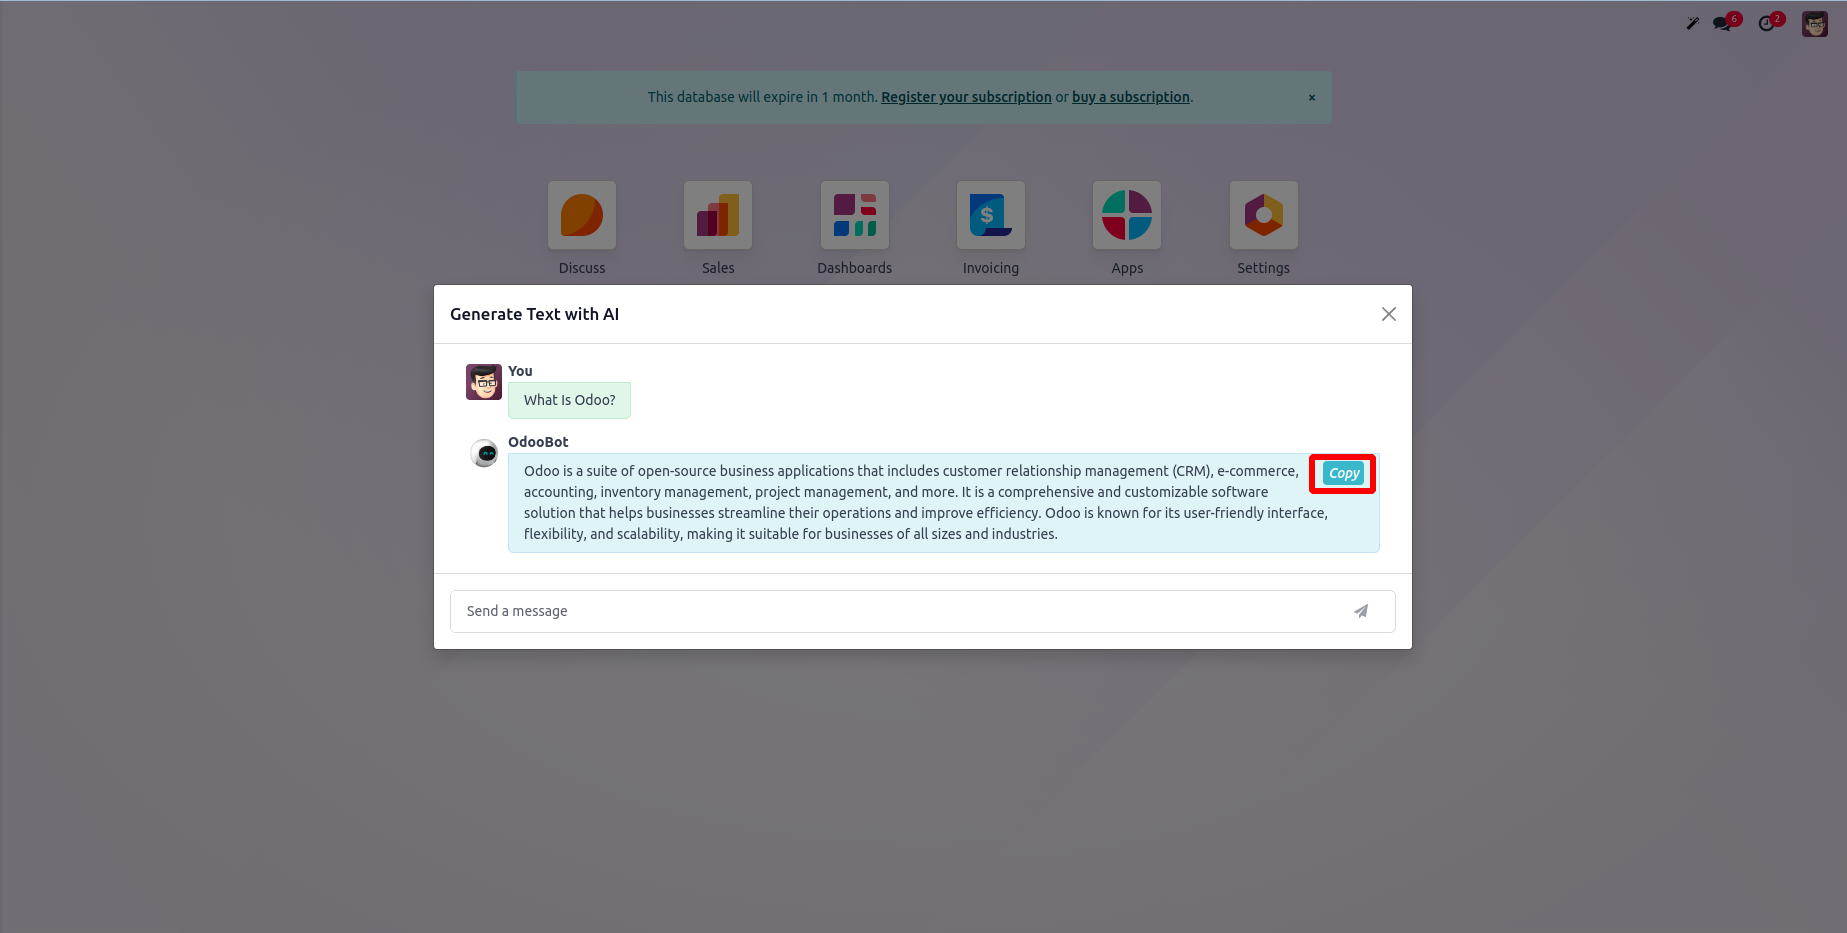 6
2
This database will expire in 1 month. Register your subscription or buy a subscription.
×
$
Discuss
Sales
Dashboards
Invoicing
Apps
Settings
Generate Text with AI
You
What Is Odoo?
OdooBot
Odoo is a suite of open-source business applications that includes customer relationship management (CRM), e-commerce,
Copy
accounting, inventory management, project management, and more. It is a comprehensive and customizable software
solution that helps businesses streamline their operations and improve efficiency. Odoo is known for its user-friendly interface,
flexibility, and scalability, making it suitable for businesses of all sizes and industries.
Send a message